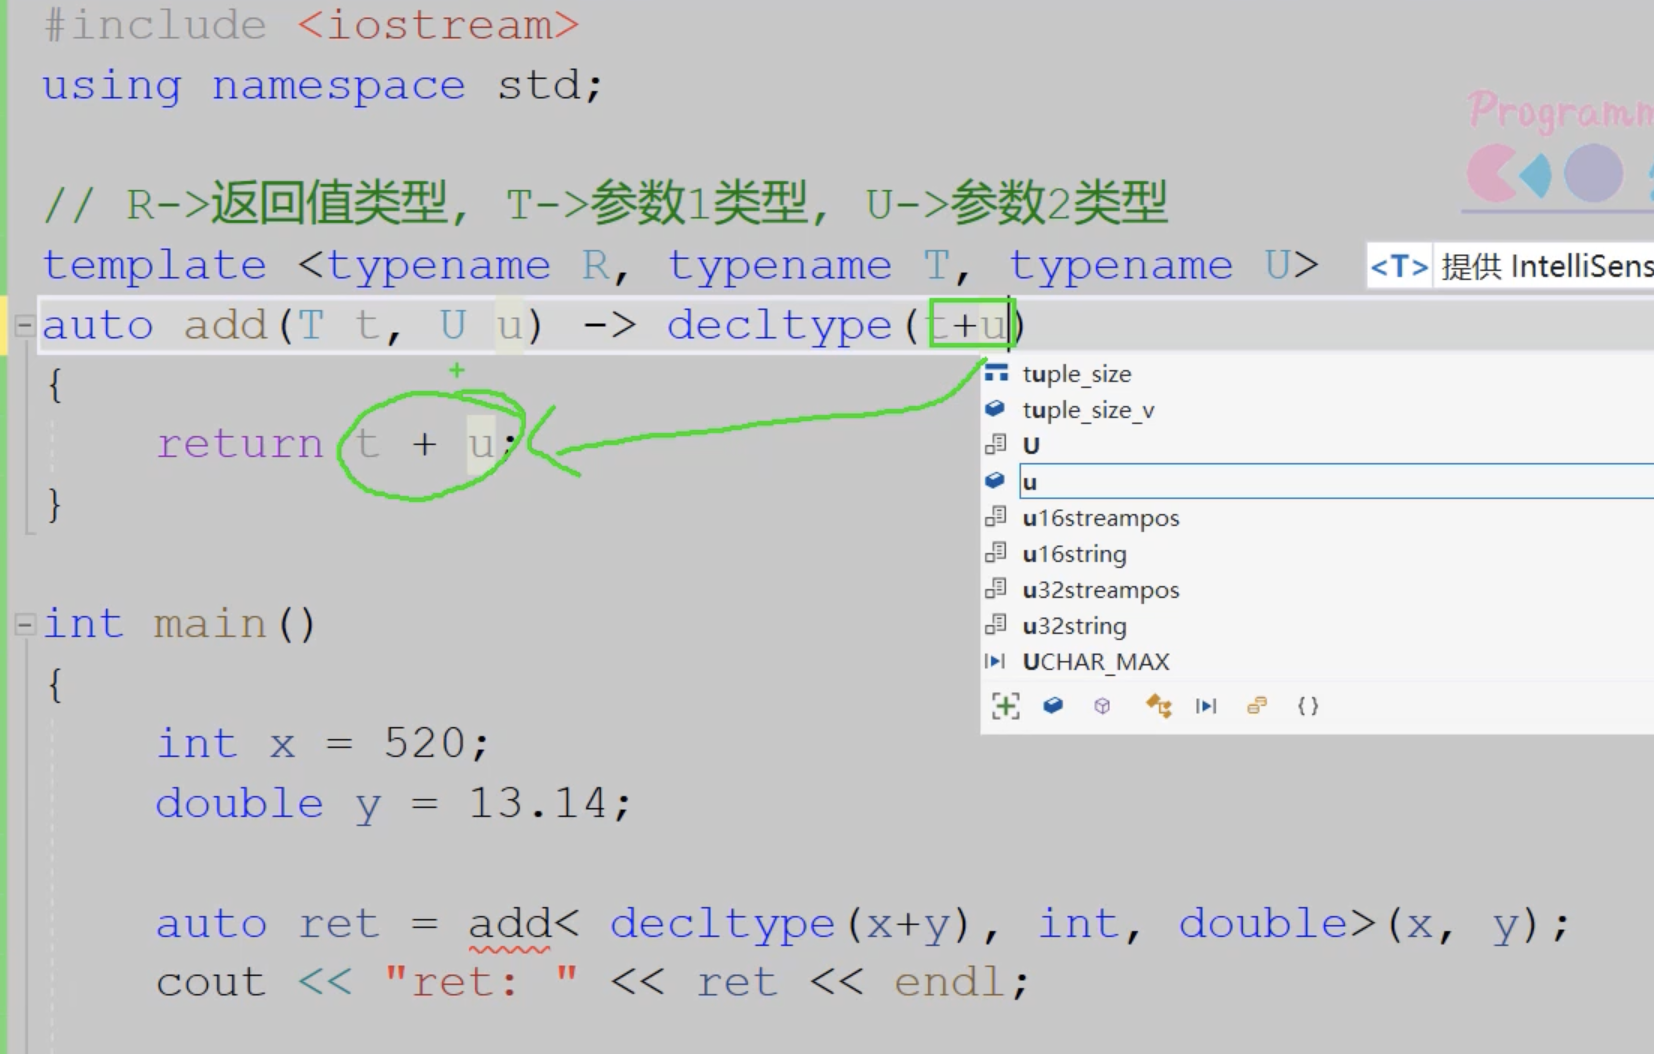 #include <iostream>
using namespace std;
Programm
// R->返回值类型, T->参数1类型, U->参数2类型
template <typename R, typename T, typename U>
<T> 提供 IntelliSens
auto add(T t, U u) -> decltype(t+u)
{
return t + u;
}
tuple_size
tuple_size_v
U
u
u16streampos
u16string
u32streampos
u32string
UCHAR_MAX
int main()
{
int x = 520;
double y = 13.14;
auto ret = add< decltype(x+y), int, double>(x, y);
cout << "ret: " << ret << endl;